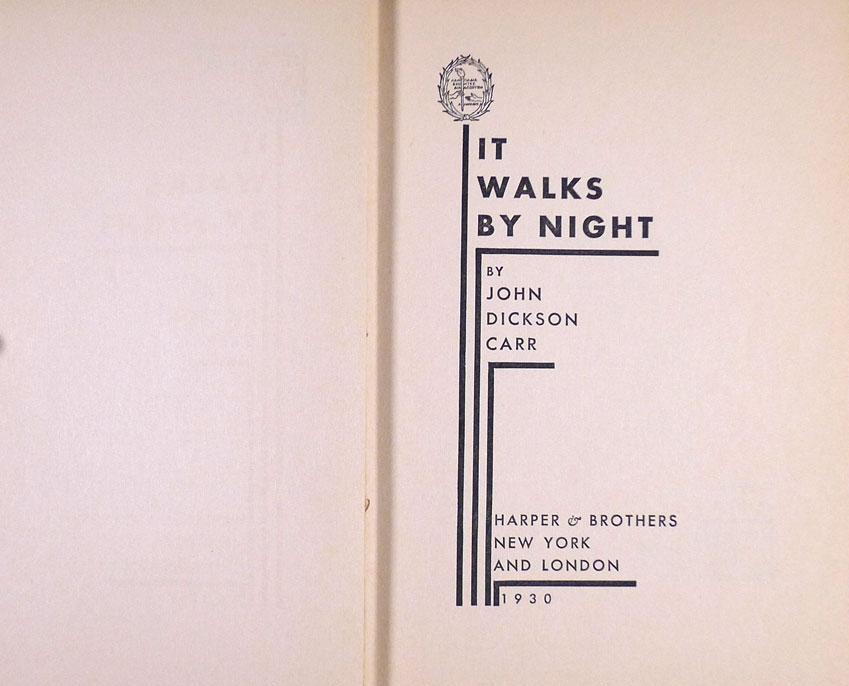 IT
WALKS
BY NIGHT
BY
JOHN
DICKSON
CARR
HARPER & BROTHERS
NEW YORK
AND LONDON
1930